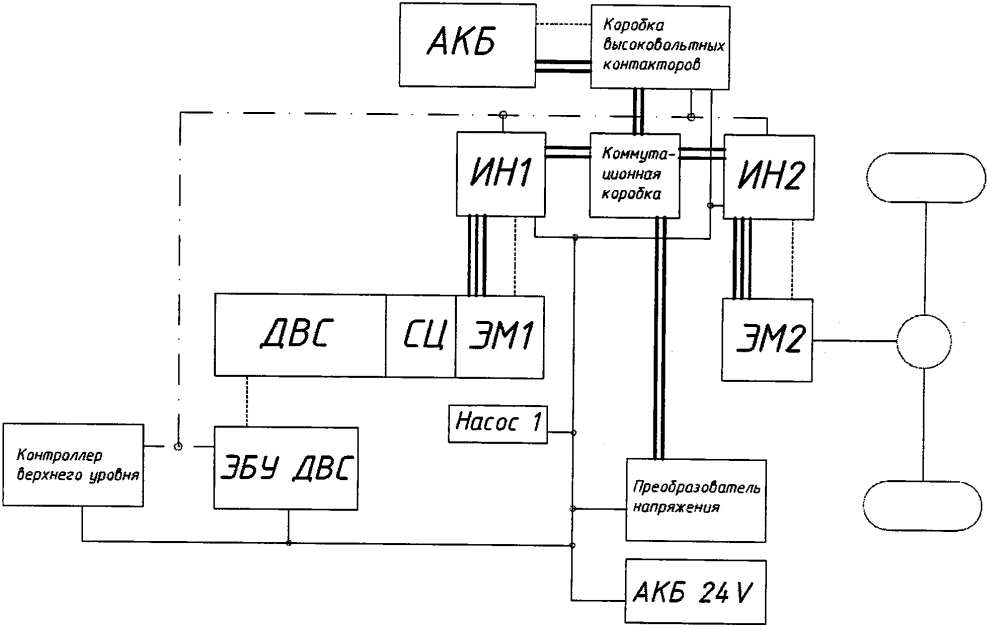 АКБ
Коробка
высоковольтных
контакторов
ИН1
Коммута-
ционная
коробка
ИН2
ДВС
СЦ
ЭМ1
ЭМ2
Насос 1
Контроллер
верхнего уровня
ЭБУ ДВС
Преобразователь
напряжения
АКБ 24V